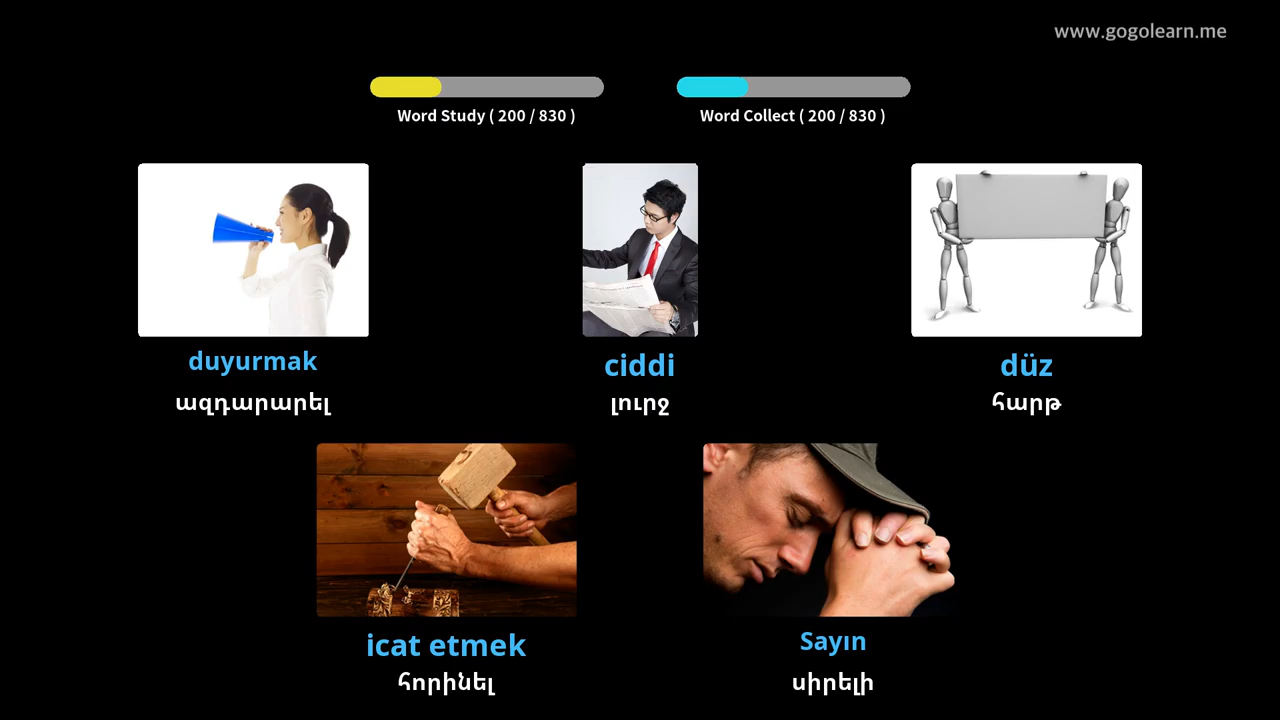 www.gogolearn.me
Word Study ( 200 / 830 )
Word Collect ( 200 / 830 )
duyurmak
ciddi
düz
ազդարարել
լուրջ
հարթ
icat etmek
Sayın
հորինել
սիրելի